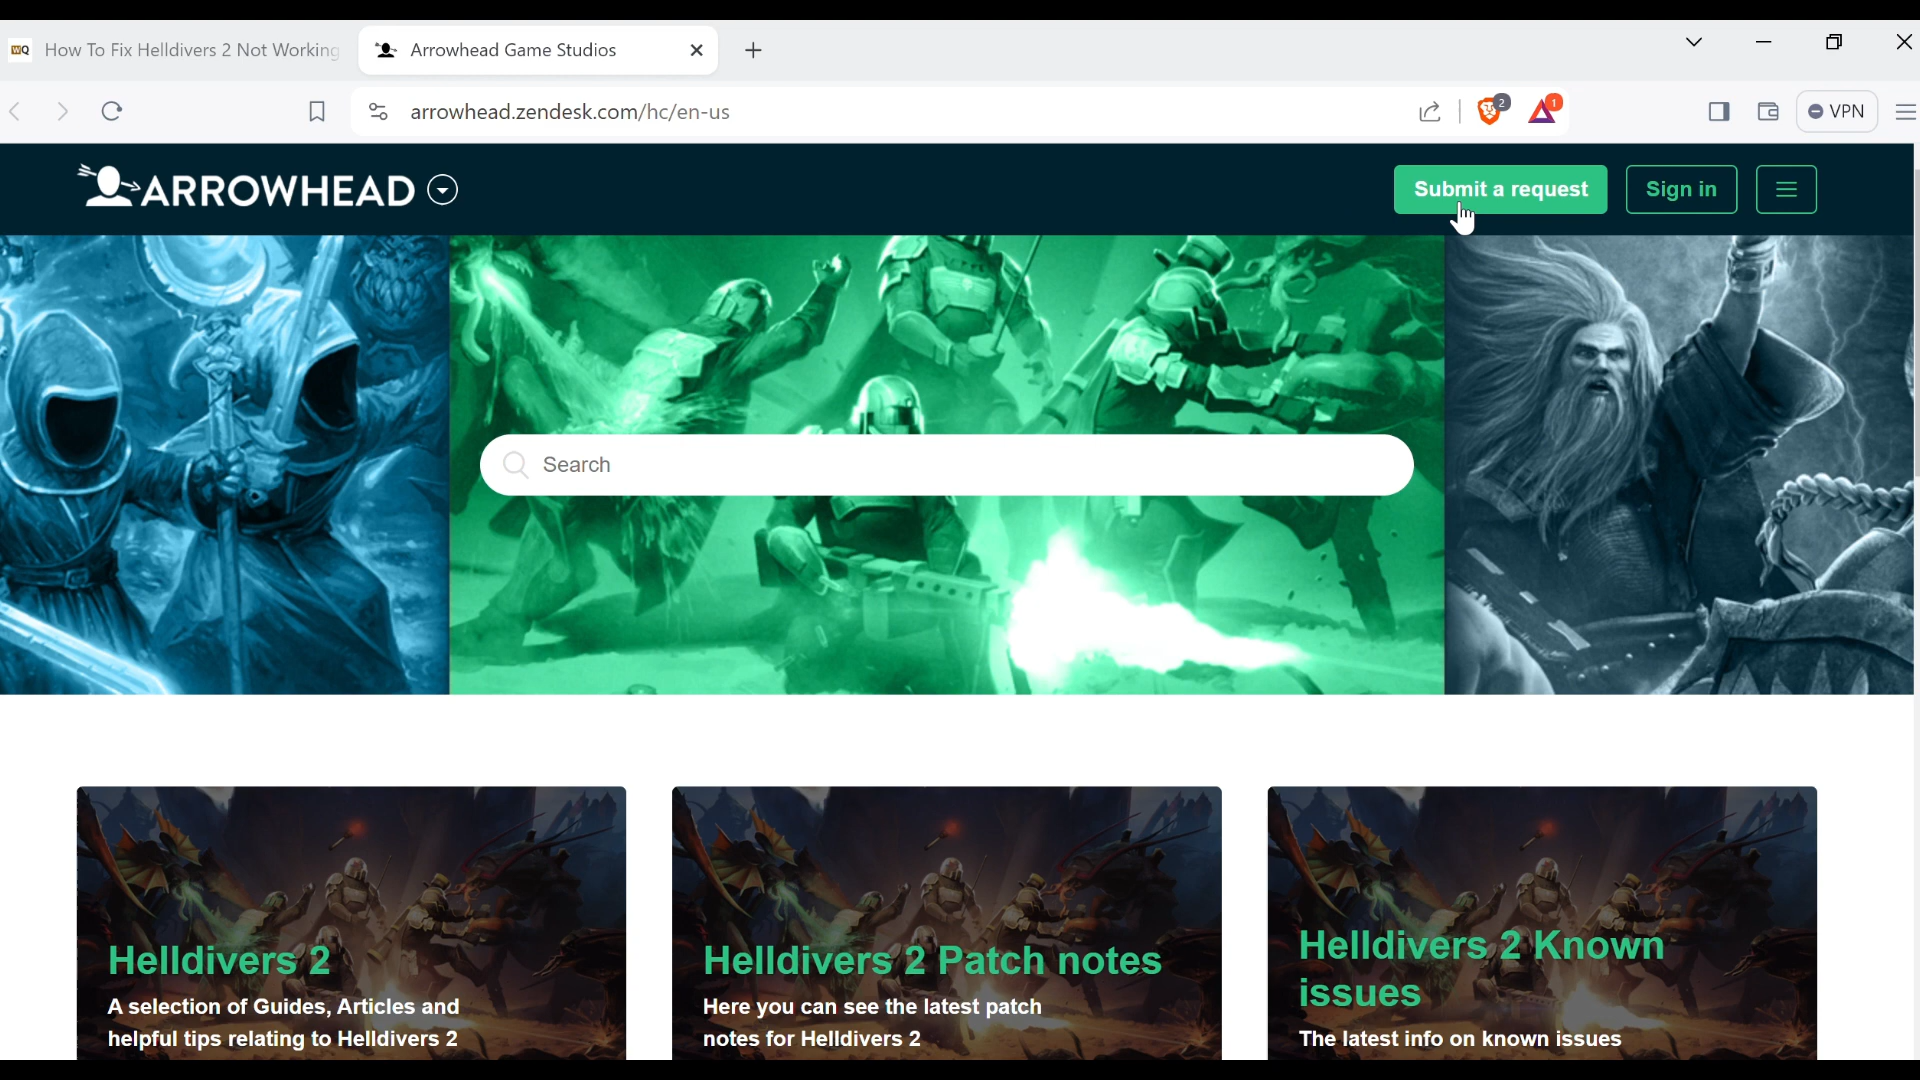 WQ How To Fix Helldivers 2 Not Working
Arrowhead Game Studios
arrowhead.zendesk.com/hc/en-us
2
1
VPN
ARROWHEAD
Submit a request
Sign in
Search
Helldivers 2
A selection of Guides, Articles and
helpful tips relating to Helldivers 2
Helldivers 2 Patch notes
Here you can see the latest patch
notes for Helldivers 2
Helldivers 2 Known
issues
The latest info on known issues